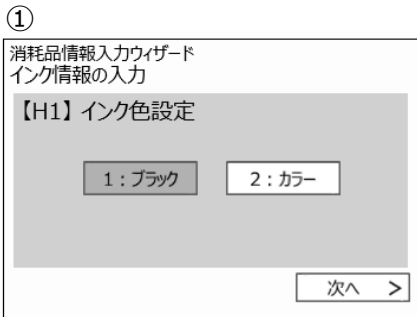 ①
消耗品情報入力ウィザード
インク情報の入力
【H1】インク色設定
1：ブラック
2：カラー
次へ >